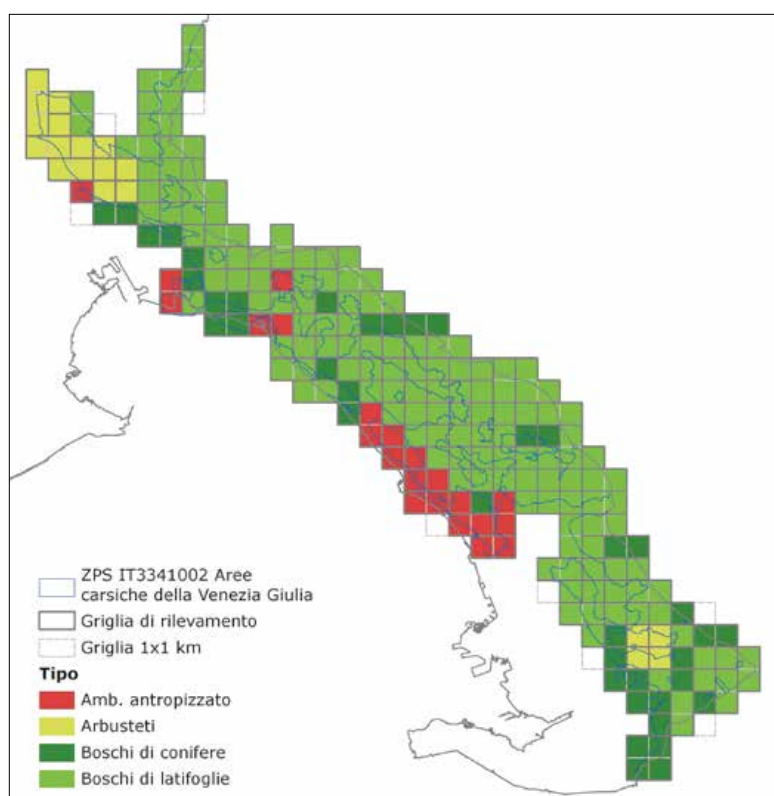 ZPS IT3341002 Aree
carsiche della Venezia Giulia
Griglia di rilevamento
Griglia 1x1 km
Tipo
Amb. antropizzato
Arbusteti
Boschi di conifere
Boschi di latifoglie